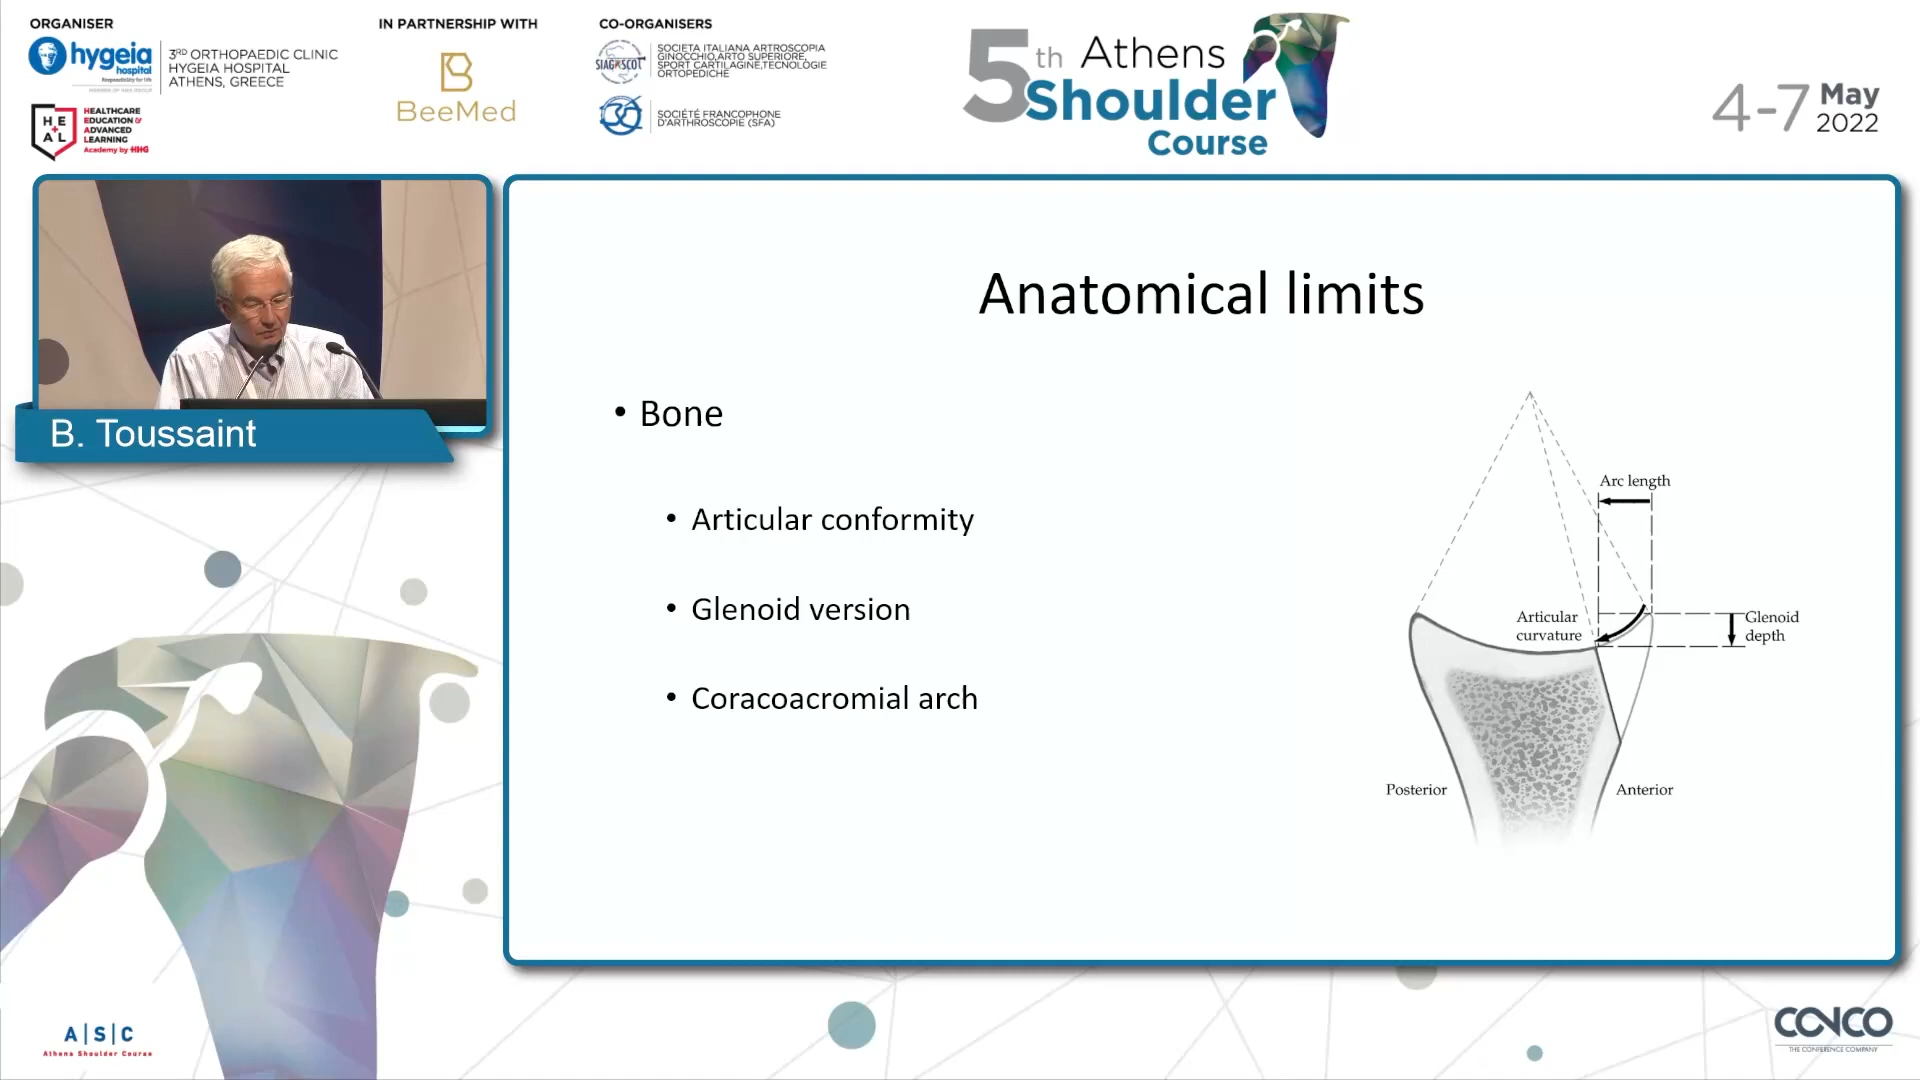 ORGANISER
hygeia
hospital
3RD ORTHOPAEDIC CLINIC
HYGEIA HOSPITAL
ATHENS, GREECE
HE
AL
HEALTHCARE
EDUCATION &
ADVANCED
LEARNING
Academy by HHG
IN PARTNERSHIP WITH
BeeMed
CO-ORGANISERS
SIAGASCOT
SOCIETA ITALIANA ARTROSCOPIA
GINOCCHIO,ARTO SUPERIORE,
SPORT CARTILAGINE,TECNOLOGIE
ORTOPEDICHE
SOCIÉTÉ FRANCOPHONE
D'ARTHROSCOPIE (SFA)
5th Athens
Shoulder
Course
4-7 May
2022
B. Toussaint
Anatomical limits
• Bone
• Articular conformity
• Glenoid version
• Coracoacromial arch
Arc length
Articular
curvature
Glenoid
depth
Posterior
Anterior
A|S|C
Athens Shoulder Course
CONCO
THE CONFERENCE COMPANY